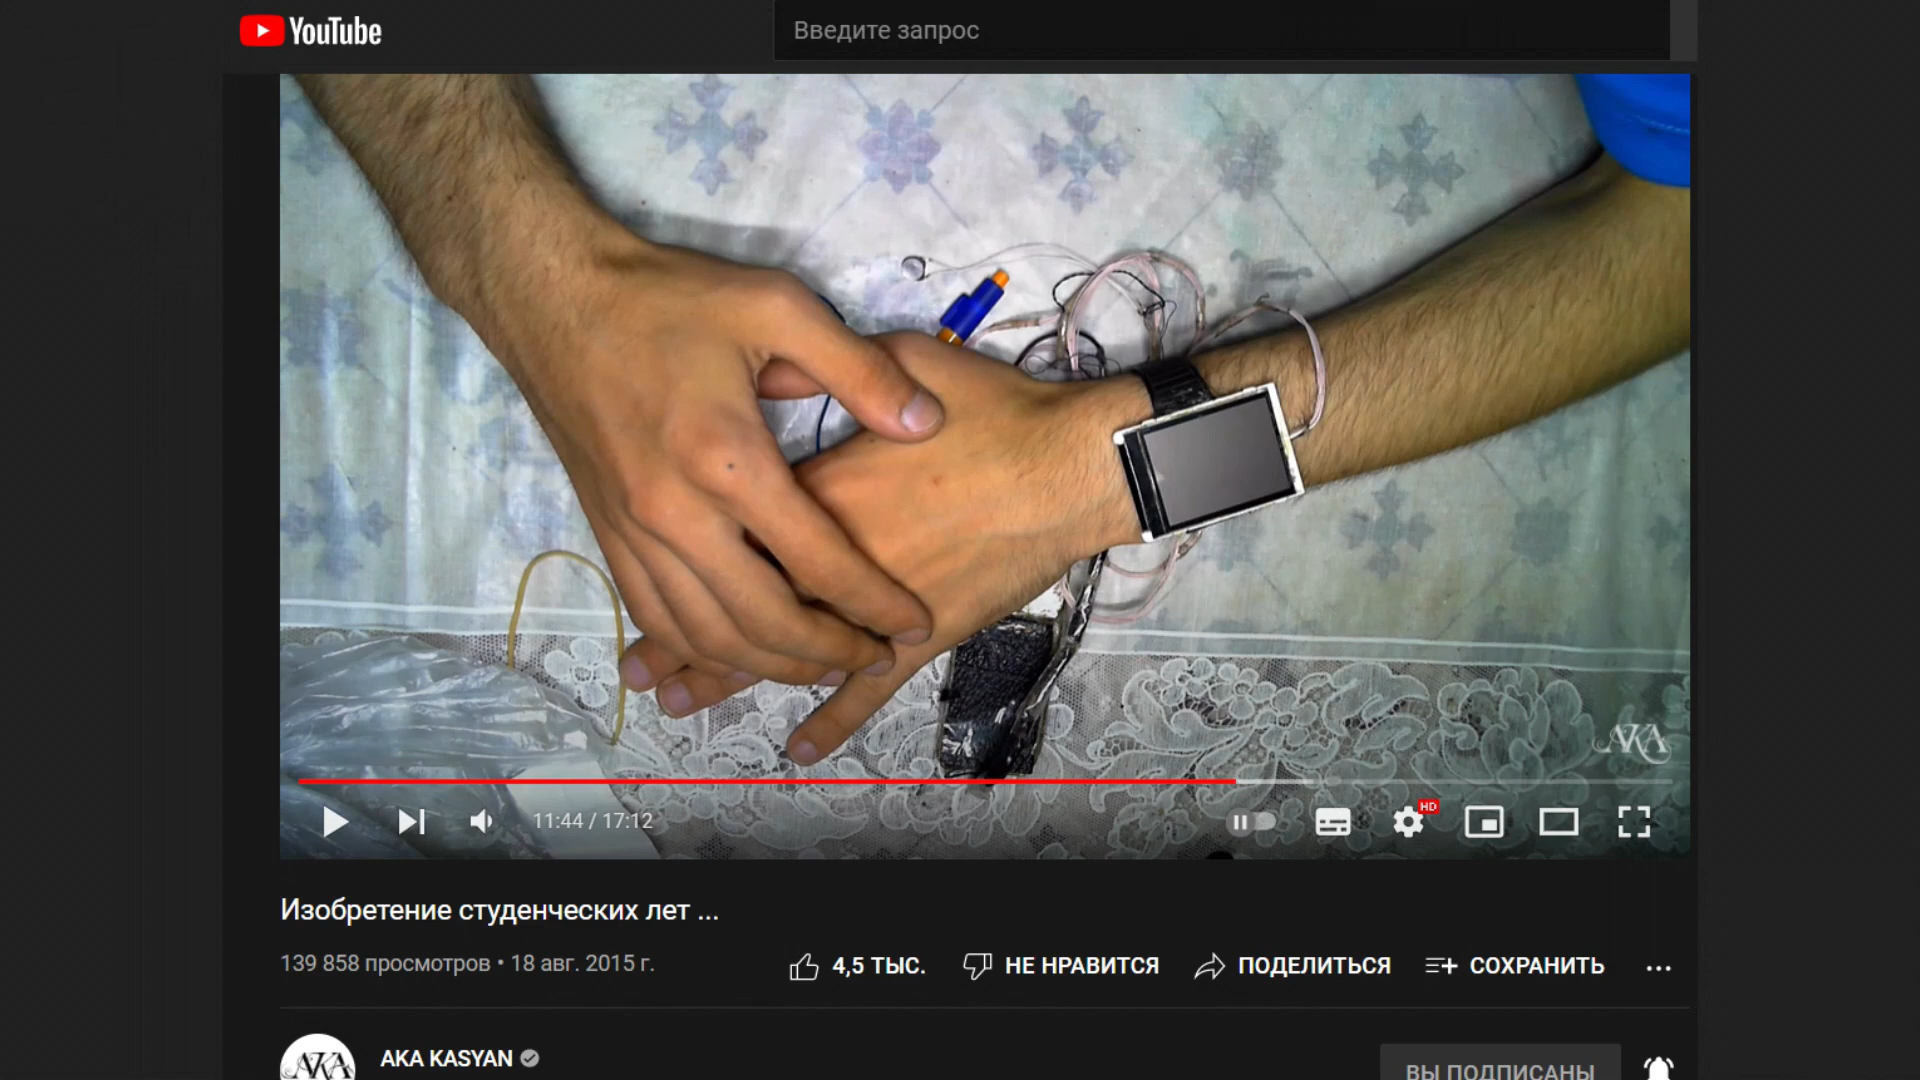 YouTube
Введите запрос
AKA
11:44 / 17:12
HD
Изобретение студенческих лет ...
139 858 просмотров • 18 авг. 2015 г.
4,5 ТЫС.
НЕ НРАВИТСЯ
ПОДЕЛИТЬСЯ
СОХРАНИТЬ
AKA
AKA KASYAN
ВЫ ПОДПИСАНЫ